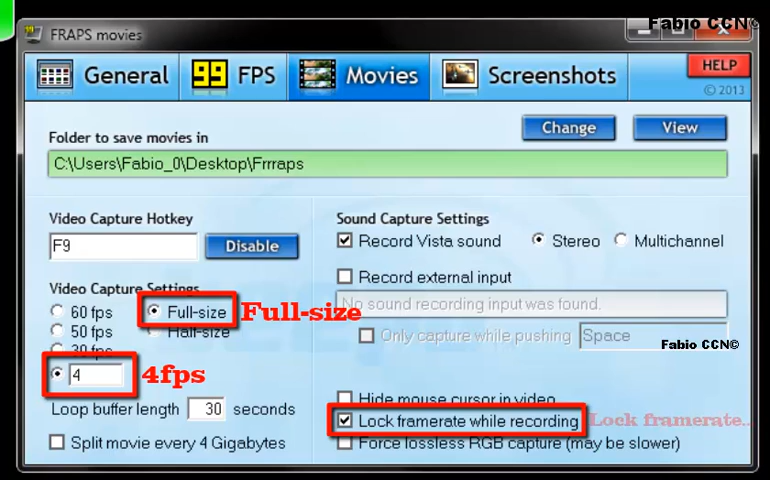 Fabio CCN©
FRAPS movies
General
99 FPS
Movies
Screenshots
HELP
© 2013
Folder to save movies in
Change
View
C:\Users\Fabio_0\Desktop\Frrraps
Video Capture Hotkey
F9
Disable
Sound Capture Settings
Record Vista sound
Stereo
Multichannel
Record external input
No sound recording input was found.
Only capture while pushing
Space
Fabio CCN©
Video Capture Settings
60 fps
Full-size
Full-size
50 fps
Half-size
30 fps
4
4fps
Loop buffer length 30 seconds
Split movie every 4 Gigabytes
Hide mouse cursor in video
Lock framerate while recording
Lock framerate..
Force lossless RGB capture (may be slower)